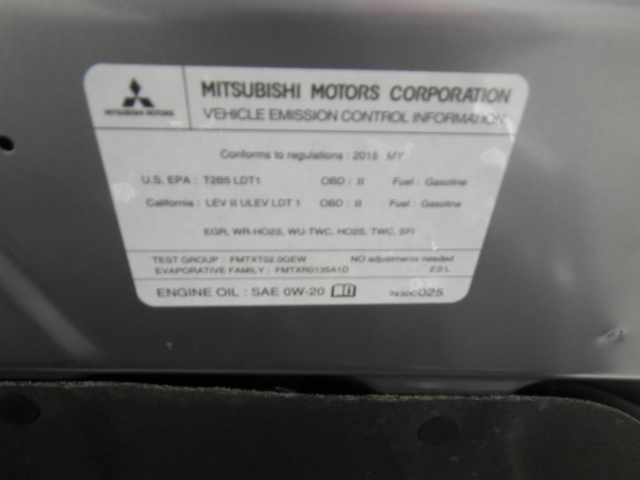 MITSUBISHI MOTORS
MITSUBISHI MOTORS CORPORATION
VEHICLE EMISSION CONTROL INFORMATION
Conforms to regulations : 2015 MY
U.S. EPA : T2B5 LDT1 OBD : II Fuel : Gasoline
California : LEV II ULEV LDT 1 OBD : II Fuel : Gasoline
EGR, WR-HO2S, WU-TWC, HO2S, TWC, SFI
TEST GROUP : FMTXT02.0GEW NO adjustments needed
EVAPORATIVE FAMILY : FMTXR0135A1D 2.0 L
ENGINE OIL : SAE 0W-20 7430C025